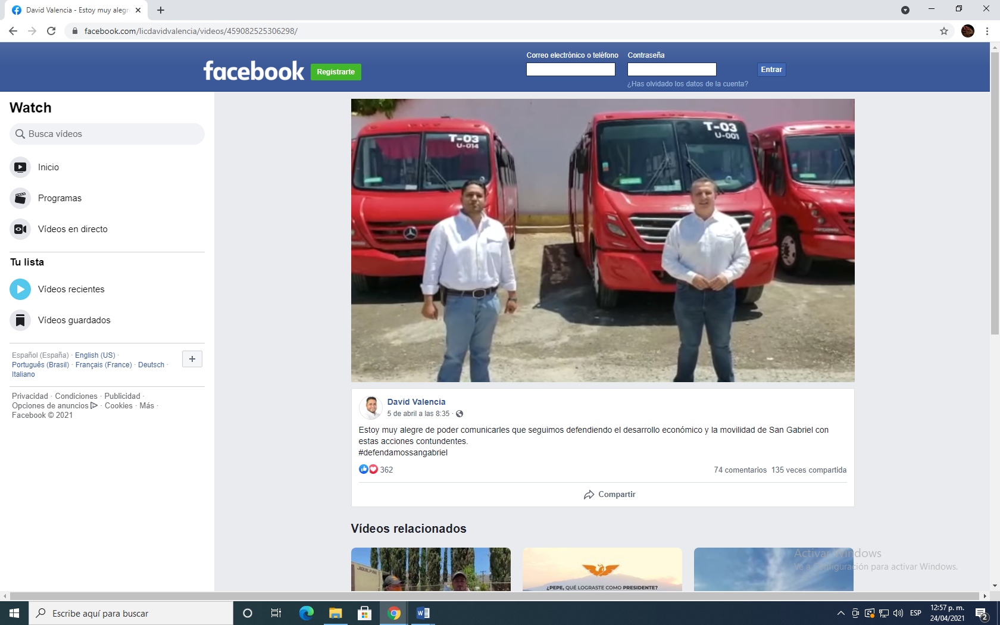 David Valencia - Estoy muy alegr
facebook.com/licdavidvalencia/videos/459082525306298/
facebook
Registrarte
Correo electrónico o teléfono
Contraseña
Entrar
¿Has olvidado los datos de la cuenta?
Watch
Busca vídeos
Inicio
Programas
Vídeos en directo
Tu lista
Vídeos recientes
Vídeos guardados
Español (España) · English (US) ·
Português (Brasil) · Français (France) · Deutsch ·
Italiano
Privacidad · Condiciones · Publicidad ·
Opciones de anuncios · Cookies · Más ·
Facebook © 2021
T-03
U-014
T-03
U-001
David Valencia
5 de abril a las 8:35 ·
Estoy muy alegre de poder comunicarles que seguimos defendiendo el desarrollo económico y la movilidad de San Gabriel con
estas acciones contundentes.
#defendamossangabriel
362
74 comentarios 135 veces compartida
Compartir
Vídeos relacionados
JIQUILPAN
¿PEPE, QUÉ LOGRASTE COMO PRESIDENTE?
Activar Windows
Ve a Configuración para activar Windows.
Escribe aquí para buscar
ESP
12:57 p. m.
24/04/2021
2